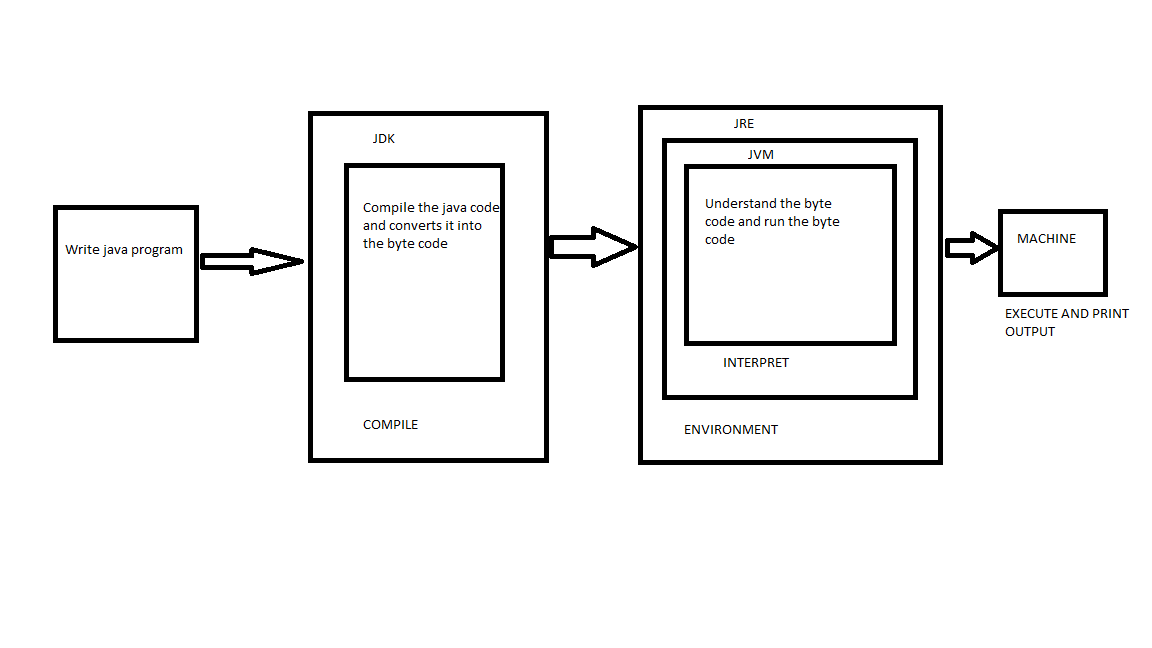 Write java program
JDK
Compile the java code
and converts it into
the byte code
COMPILE
JRE
JVM
Understand the byte
code and run the byte
code
INTERPRET
ENVIRONMENT
MACHINE
EXECUTE AND PRINT
OUTPUT